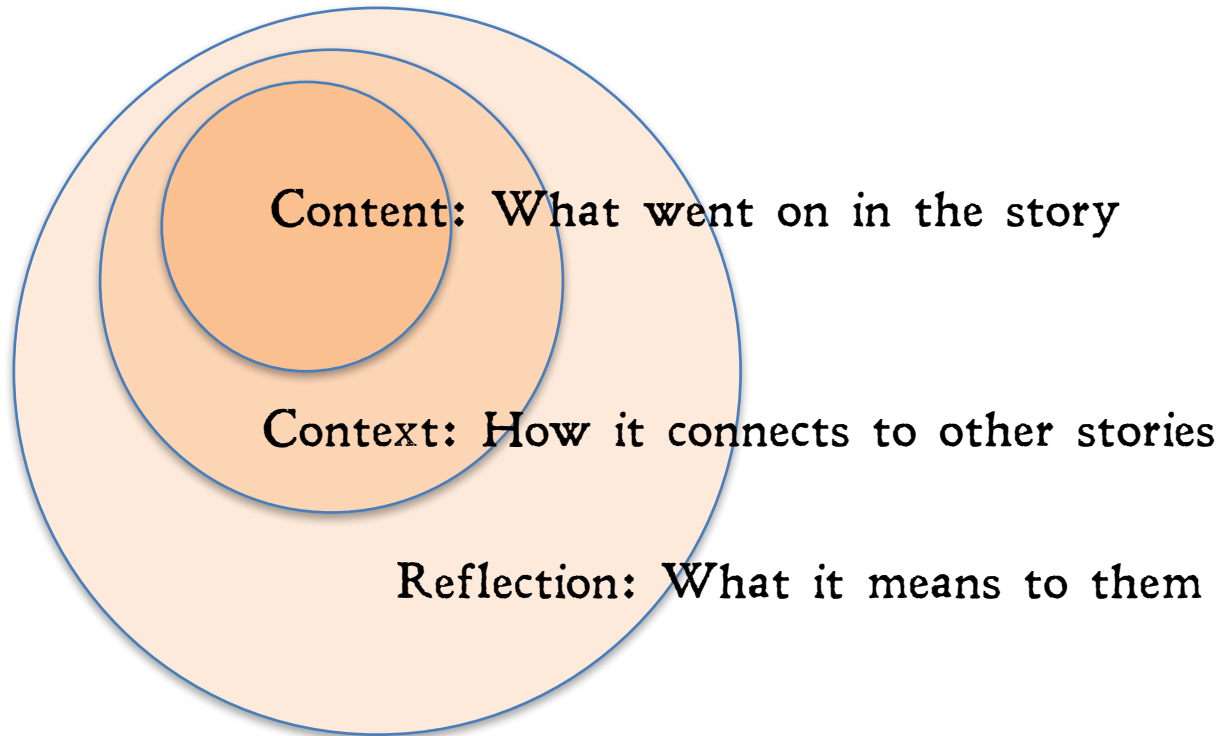 Content: What went on in the story
Context: How it connects to other stories
Reflection: What it means to them